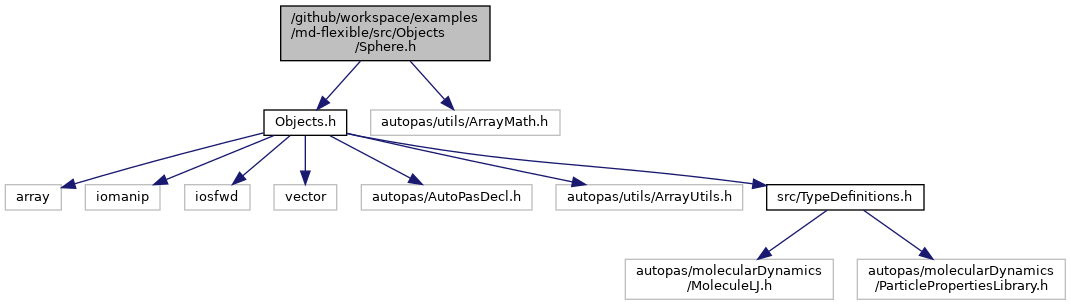 /github/workspace/examples
/md-flexible/src/Objects
/Sphere.h
Objects.h
autopas/utils/ArrayMath.h
array
iomanip
iosfwd
vector
autopas/AutoPasDecl.h
autopas/utils/ArrayUtils.h
src/TypeDefinitions.h
autopas/molecularDynamics
/MoleculeLJ.h
autopas/molecularDynamics
/ParticlePropertiesLibrary.h